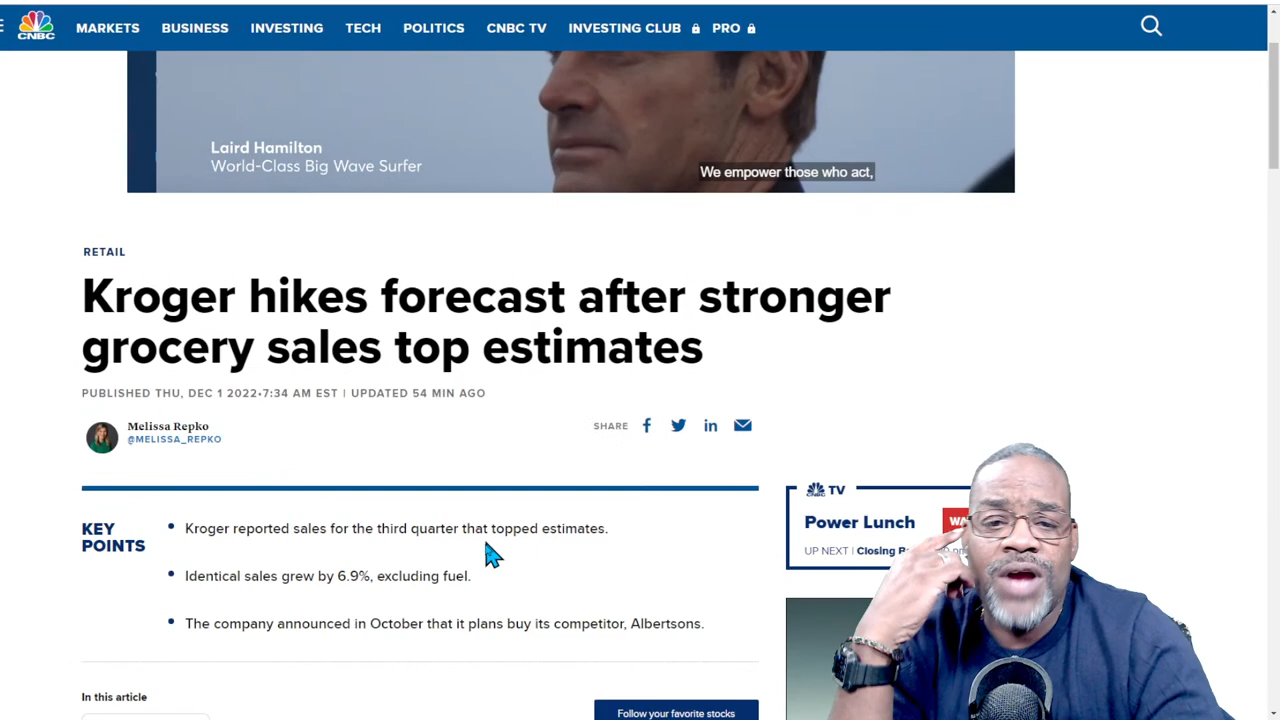 CNBC
MARKETS BUSINESS INVESTING TECH POLITICS CNBC TV INVESTING CLUB PRO
Laird Hamilton
World-Class Big Wave Surfer
We empower those who act,
RETAIL
Kroger hikes forecast after stronger
grocery sales top estimates
PUBLISHED THU, DEC 1 2022•7:34 AM EST | UPDATED 54 MIN AGO
Melissa Repko
@MELISSA_REPKO
SHARE
KEY
POINTS
Kroger reported sales for the third quarter that topped estimates.
Identical sales grew by 6.9%, excluding fuel.
The company announced in October that it plans buy its competitor, Albertsons.
CNBC TV
Power Lunch
UP NEXT | Closing
In this article
Follow your favorite stocks